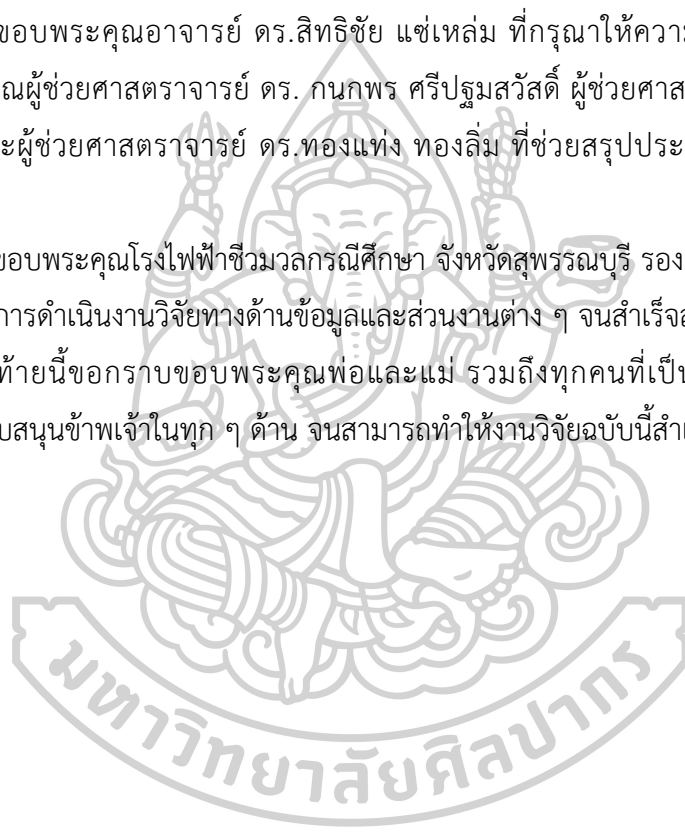 ขอบพระคุณอาจารย์ ดร.สิทธิชัย แซ่เหล่ม ที่กรุณาให้ความ
ณผู้ช่วยศาสตราจารย์ ดร. กนกพร ศรีปฐมสวัสดิ์ ผู้ช่วยศาส
ะผู้ช่วยศาสตราจารย์ ดร.ทองแท่ง ทองลิ่ม ที่ช่วยสรุปประ
ขอบพระคุณโรงไฟฟ้าชีวมวลกรณีศึกษา จังหวัดสุพรรณบุรี รอง
การดำเนินงานวิจัยทางด้านข้อมูลและส่วนงานต่าง ๆ จนสำเร็จล
ท้ายนี้ขอกราบขอบพระคุณพ่อและแม่ รวมถึงทุกคนที่เป็น
บสนุนข้าพเจ้าในทุก ๆ ด้าน จนสามารถทำให้งานวิจัยฉบับนี้สำเ
มหาวิทยาลัยศิลปากร